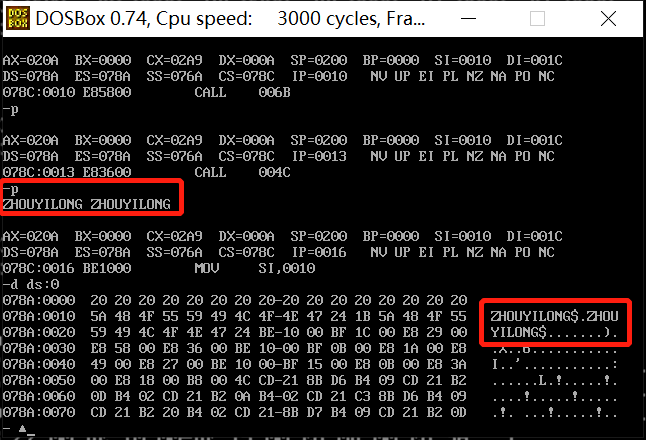 DOS
BOX
DOSBox 0.74, Cpu speed: 3000 cycles, Fra...
AX=020A BX=0000 CX=02A9 DX=000A SP=0200 BP=0000 SI=0010 DI=001C
DS=078A ES=078A SS=076A CS=078C IP=0010 NV UP EI PL NZ NA PO NC
078C:0010 E85800 CALL 006B
-p
AX=020A BX=0000 CX=02A9 DX=000A SP=0200 BP=0000 SI=0010 DI=001C
DS=078A ES=078A SS=076A CS=078C IP=0013 NV UP EI PL NZ NA PO NC
078C:0013 E83600 CALL 004C
-p
ZHOUYILONG ZHOUYILONG
AX=020A BX=0000 CX=02A9 DX=000A SP=0200 BP=0000 SI=0010 DI=001C
DS=078A ES=078A SS=076A CS=078C IP=0016 NV UP EI PL NZ NA PO NC
078C:0016 BE1000 MOV SI,0010
-d ds:0
078A:0000 20 20 20 20 20 20 20 20-20 20 20 20 20 20 20 20
078A:0010 5A 48 4F 55 59 49 4C 4F-4E 47 24 1B 5A 48 4F 55 ZHOUYILONG$.ZHOU
078A:0020 59 49 4C 4F 4E 47 24 BE-10 00 BF 1C 00 E8 29 00 YILONG$.......).
078A:0030 E8 58 00 E8 36 00 BE 10-00 BF 0B 00 E8 1A 00 E8 .X..6...........
078A:0040 49 00 E8 27 00 BE 10 00-BF 15 00 E8 0B 00 E8 3A I..'...........:
078A:0050 00 E8 18 00 B8 00 4C CD-21 8B D6 B4 09 CD 21 B2 ......L.!.....!.
078A:0060 0D B4 02 CD 21 B2 0A B4-02 CD 21 C3 8B D6 B4 09 ....!.....!.....
078A:0070 CD 21 B2 20 B4 02 CD 21-8B D7 B4 09 CD 21 B2 0D .!. ...!.....!..
-